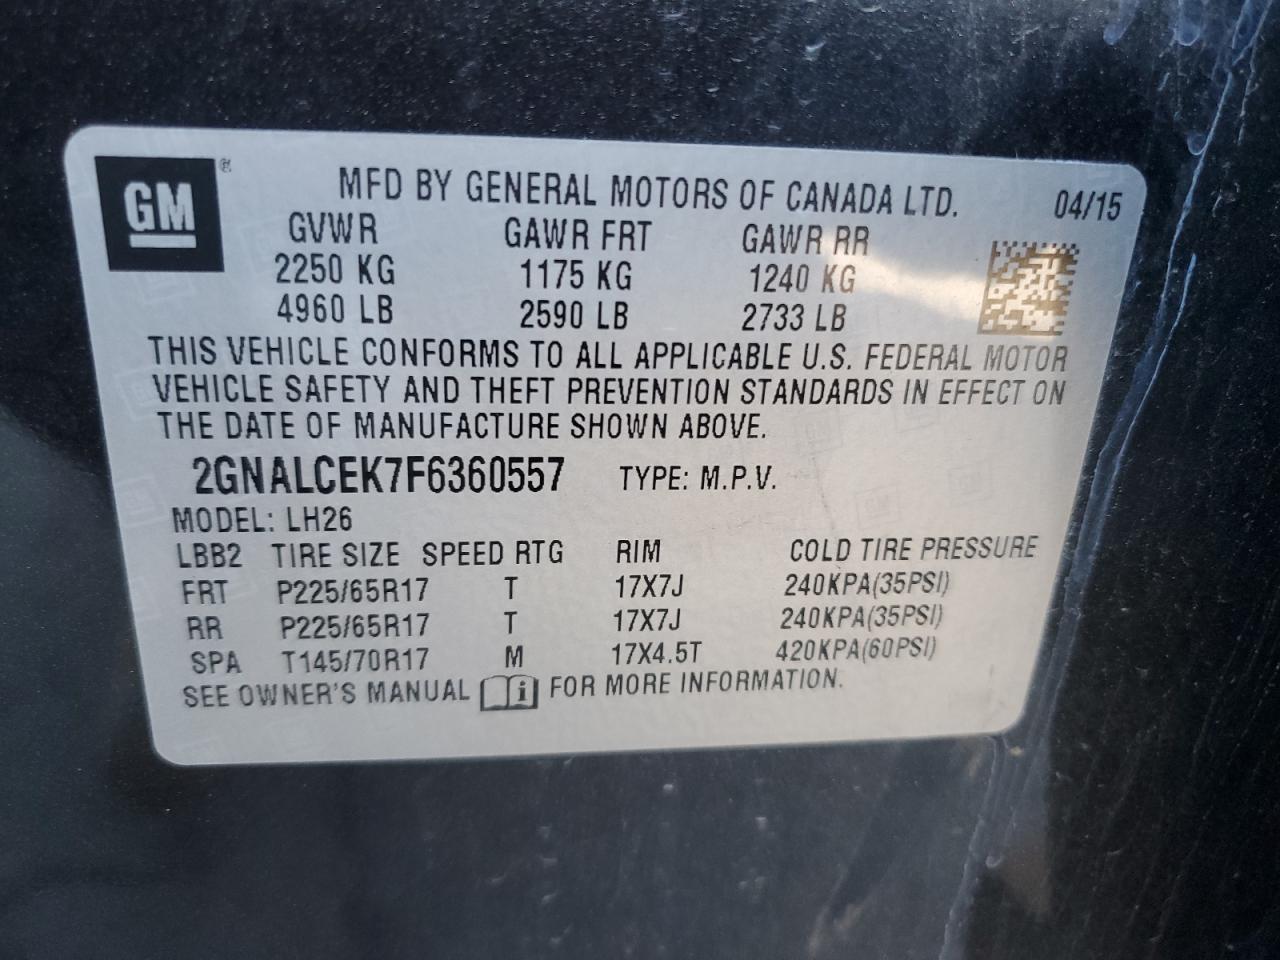 GM ®
MFD BY GENERAL MOTORS OF CANADA LTD. 04/15
GVWR GAWR FRT GAWR RR
2250 KG 1175 KG 1240 KG
4960 LB 2590 LB 2733 LB
THIS VEHICLE CONFORMS TO ALL APPLICABLE U.S. FEDERAL MOTOR
VEHICLE SAFETY AND THEFT PREVENTION STANDARDS IN EFFECT ON
THE DATE OF MANUFACTURE SHOWN ABOVE.
2GNALCEK7F6360557 TYPE: M.P.V.
MODEL: LH26
LBB2 TIRE SIZE SPEED RTG RIM COLD TIRE PRESSURE
FRT P225/65R17 T 17X7J 240KPA(35PSI)
RR P225/65R17 T 17X7J 240KPA(35PSI)
SPA T145/70R17 M 17X4.5T 420KPA(60PSI)
SEE OWNER'S MANUAL i FOR MORE INFORMATION.